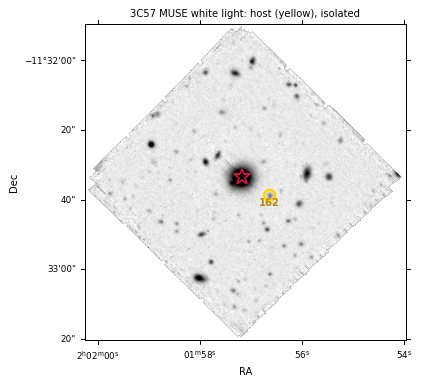 3C57 MUSE white light: host (yellow), isolated
−11°32'00"
20"
40"
33'00"
20"
Dec
162
2ʰ02ᵐ00ˢ
01ᵐ58ˢ
56ˢ
54ˢ
RA